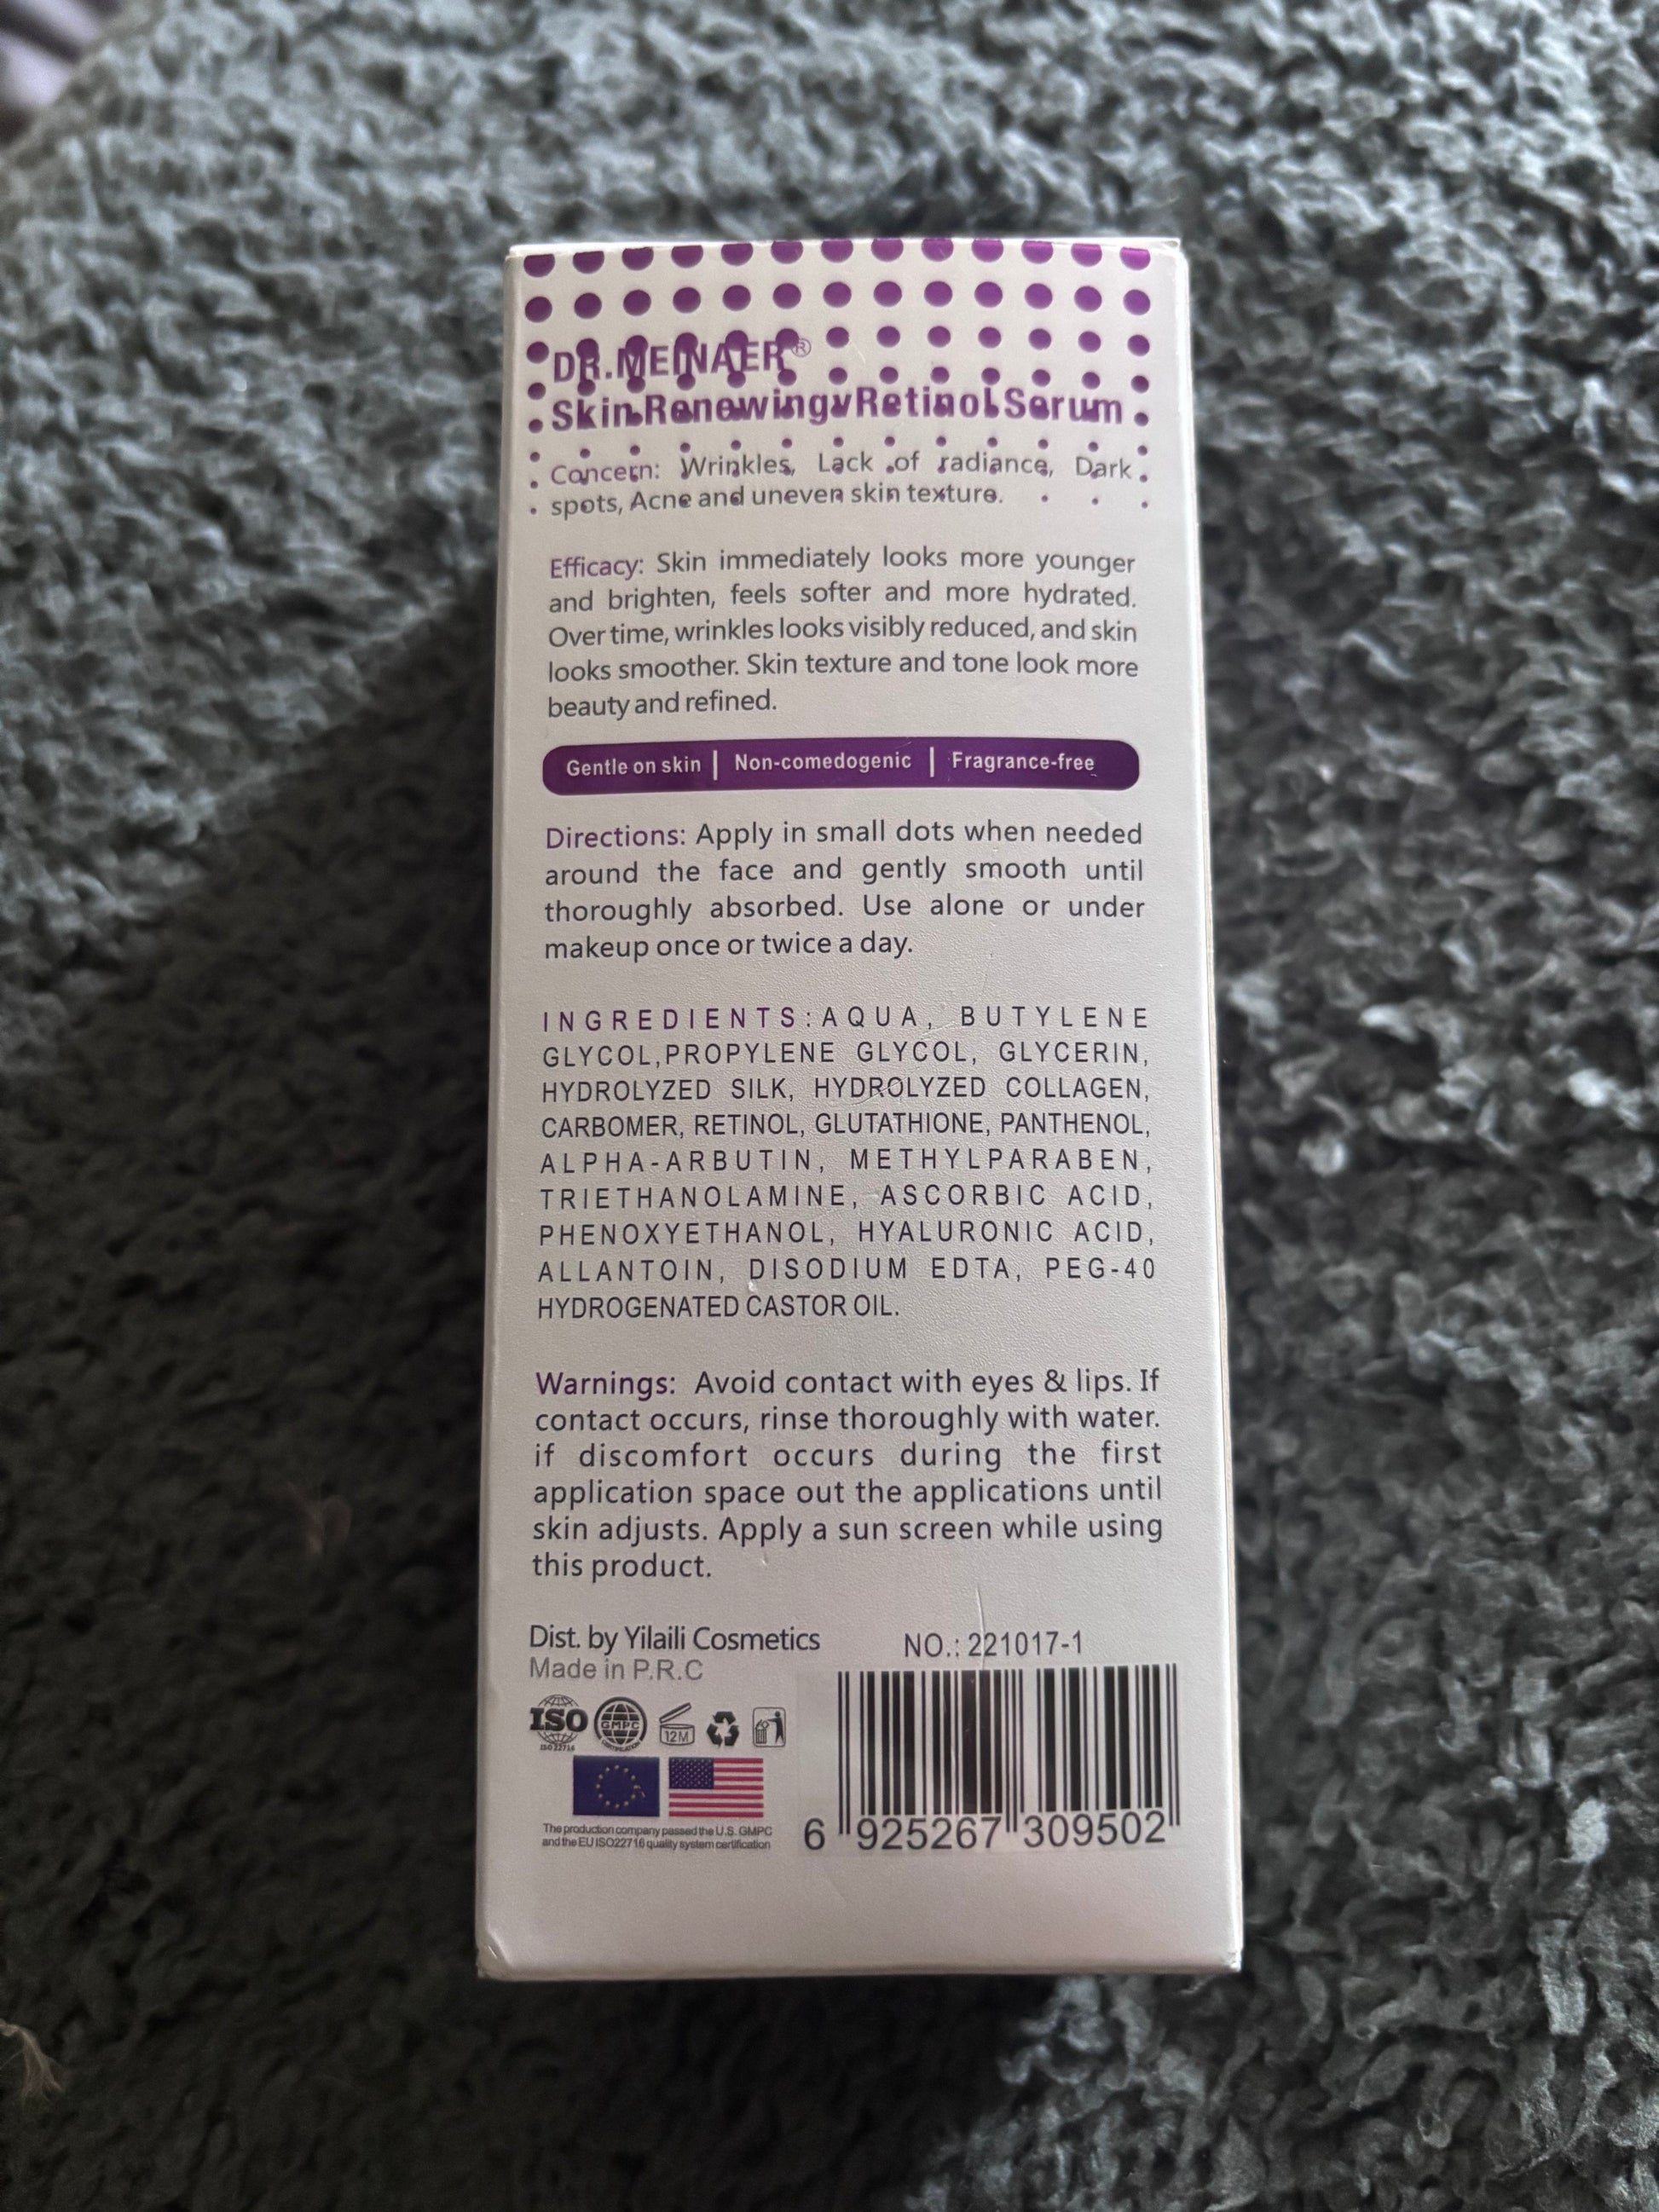 DR.MEINAER®
Skin Renewing Retinol Serum
Concern: Wrinkles, Lack of radiance, Dark
spots, Acne and uneven skin texture.
Efficacy: Skin immediately looks more younger
and brighten, feels softer and more hydrated.
Over time, wrinkles looks visibly reduced, and skin
looks smoother. Skin texture and tone look more
beauty and refined.
Gentle on skin | Non-comedogenic | Fragrance-free
Directions: Apply in small dots when needed
around the face and gently smooth until
thoroughly absorbed. Use alone or under
makeup once or twice a day.
INGREDIENTS:AQUA, BUTYLENE
GLYCOL,PROPYLENE GLYCOL, GLYCERIN,
HYDROLYZED SILK, HYDROLYZED COLLAGEN,
CARBOMER, RETINOL, GLUTATHIONE, PANTHENOL,
ALPHA-ARBUTIN, METHYLPARABEN,
TRIETHANOLAMINE, ASCORBIC ACID,
PHENOXYETHANOL, HYALURONIC ACID,
ALLANTOIN, DISODIUM EDTA, PEG-40
HYDROGENATED CASTOR OIL.
Warnings: Avoid contact with eyes & lips. If
contact occurs, rinse thoroughly with water.
if discomfort occurs during the first
application space out the applications until
skin adjusts. Apply a sun screen while using
this product.
Dist. by Yilaili Cosmetics
Made in P.R.C
NO.: 221017-1
ISO
ISO 22716
GMPC
CERTIFICATION
12M
The production company passed the U.S. GMPC
and the EU ISO22716 quality system certification
6 925267 309502